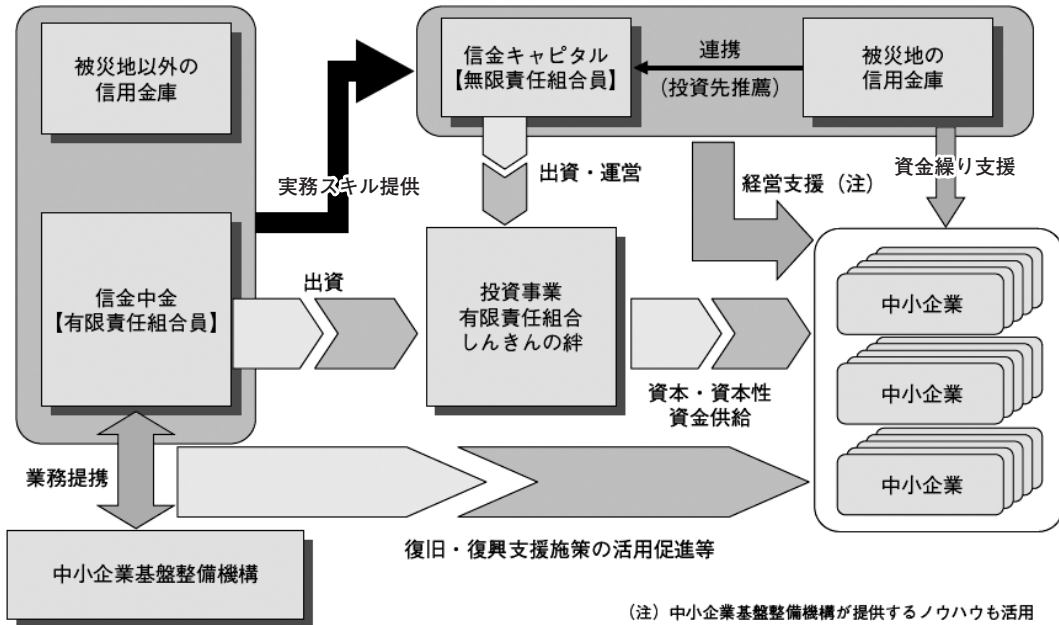 被災地以外の
信用金庫
信金キャピタル
【無限責任組合員】
連携
(投資先推薦)
被災地の
信用金庫
実務スキル提供
出資・運営
経営支援（注）
資金繰り支援
信金中金
【有限責任組合員】
出資
投資事業
有限責任組合
しんきんの絆
資本・資本性
資金供給
中小企業
中小企業
中小企業
業務提携
復旧・復興支援施策の活用促進等
中小企業基盤整備機構
（注）中小企業基盤整備機構が提供するノウハウも活用